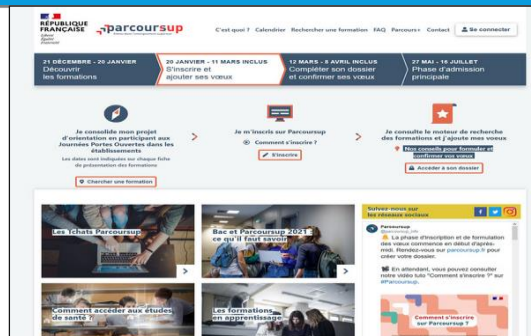 RÉPUBLIQUE
FRANÇAISE
Liberté
Égalité
Fraternité
parcoursup
C'est quoi ? Calendrier Rechercher une formation FAQ Parcours+ Contact Se connecter
21 DÉCEMBRE - 20 JANVIER
Découvrir
les formations
20 JANVIER - 11 MARS INCLUS
S'inscrire et
ajouter ses vœux
12 MARS - 8 AVRIL INCLUS
Compléter son dossier
et confirmer ses vœux
27 MAI - 16 JUILLET
Phase d'admission
principale
Je consolide mon projet
d'orientation en participant aux
Journées Portes Ouvertes dans les
établissements
Les dates sont indiquées sur chaque fiche
de présentation des formations
Chercher une formation
Je m'inscris sur Parcoursup
Comment s'inscrire ?
S'inscrire
Je consulte le moteur de recherche
des formations et j'ajoute mes voeux
Nos conseils pour formuler et
confirmer vos vœux
Accéder à son dossier
Les Tchats Parcoursup
Bac et Parcoursup 2021 :
ce qu'il faut savoir
Comment accéder aux études
de santé ?
Les formations
en apprentissage
Suivez-nous sur
les réseaux sociaux
Parcoursup
La phase d'inscription et de formulation
des vœux commence en début d'après-
midi. Rendez-vous sur parcoursup.fr pour
créer votre dossier.
En attendant, vous pouvez consulter
notre vidéo tuto "Comment s'inscrire ?" sur
#Parcoursup.
Comment s'inscrire
sur Parcoursup ?